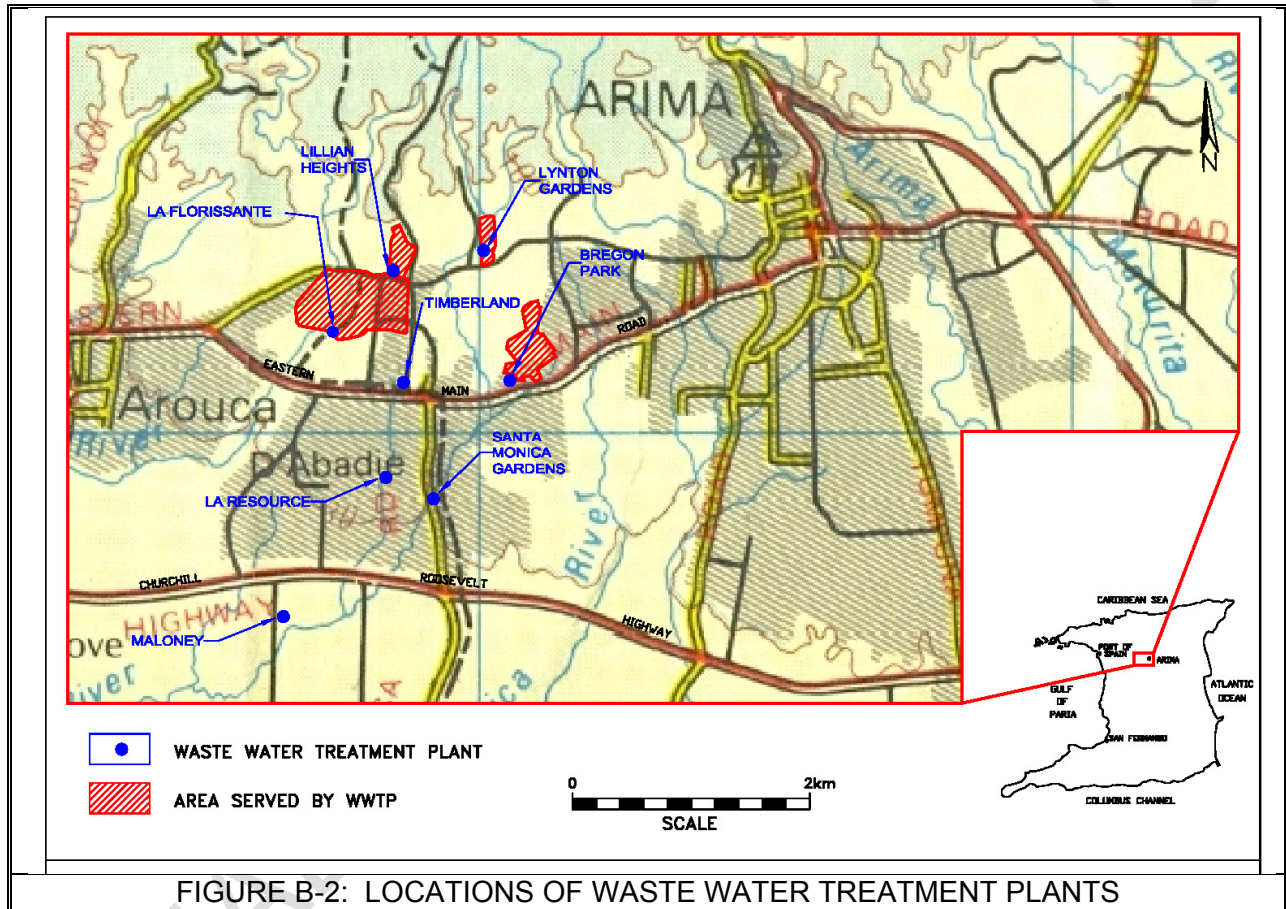 ARIMA
LILLIAN
HEIGHTS
LYNTON
GARDENS
LA FLORISSANTE
BREGON
PARK
TIMBERLAND
Arima
ROAD
EASTERN
MAIN
ROAD
Arouca
River
D'Abadie
SANTA
MONICA
GARDENS
LA RESOURCE
River
CHURCHILL
ROOSEVELT
HIGHWAY
HIGHWAY
MALONEY
ove
River
CARIBBEAN SEA
PORT OF
SPAIN
ARIMA
GULF
OF
PARIA
ATLANTIC
OCEAN
SAN FERNANDO
COLUMBUS CHANNEL
N
WASTE WATER TREATMENT PLANT
AREA SERVED BY WWTP
0 2km
SCALE
FIGURE B-2: LOCATIONS OF WASTE WATER TREATMENT PLANTS